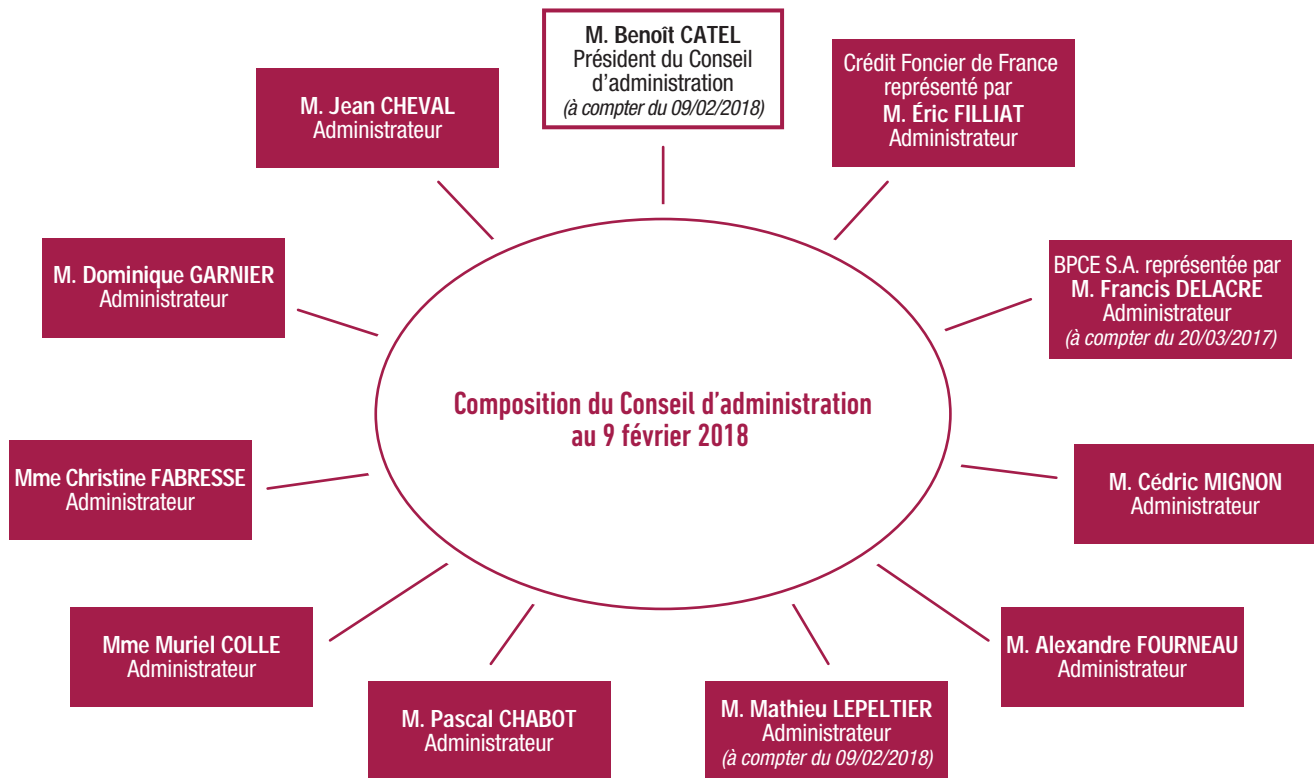 M. Benoît CATEL
Président du Conseil
d’administration
(à compter du 09/02/2018)
Crédit Foncier de France
représenté par
M. Éric FILLIAT
Administrateur
M. Jean CHEVAL
Administrateur
M. Dominique GARNIER
Administrateur
BPCE S.A. représentée par
M. Francis DELACRE
Administrateur
(à compter du 20/03/2017)
Composition du Conseil d’administration
au 9 février 2018
Mme Christine FABRESSE
Administrateur
M. Cédric MIGNON
Administrateur
Mme Muriel COLLE
Administrateur
M. Alexandre FOURNEAU
Administrateur
M. Pascal CHABOT
Administrateur
M. Mathieu LEPELTIER
Administrateur
(à compter du 09/02/2018)